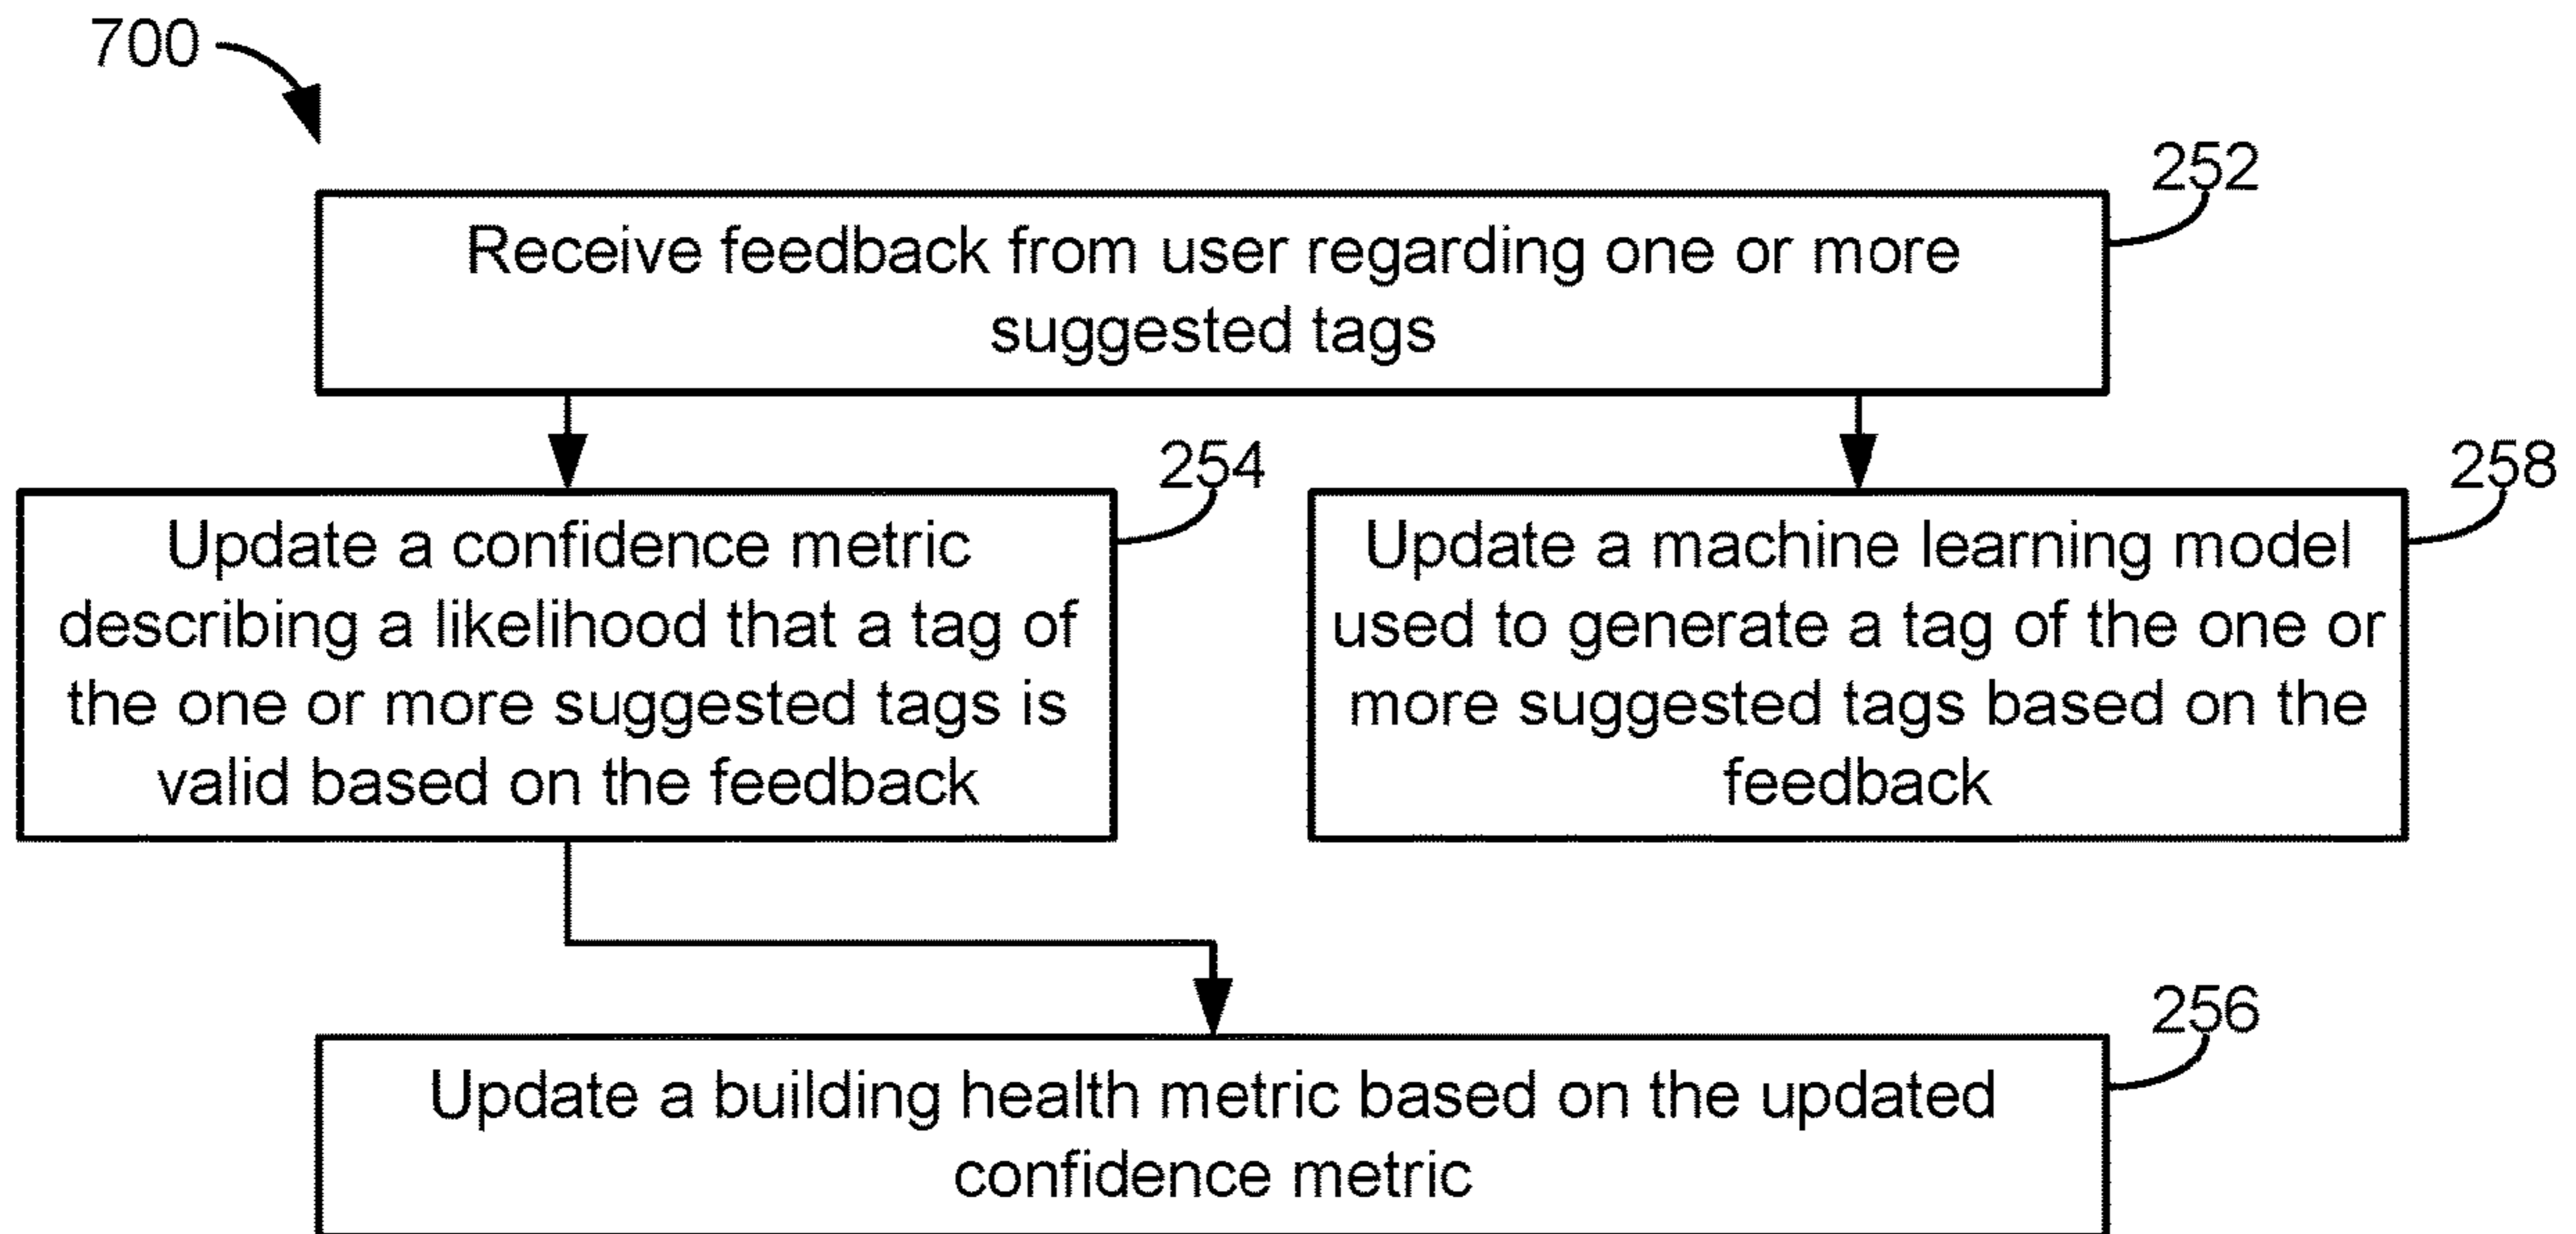 700
252
Receive feedback from user regarding one or more
suggested tags
254
Update a confidence metric
describing a likelihood that a tag of
the one or more suggested tags is
valid based on the feedback
258
Update a machine learning model
used to generate a tag of the one or
more suggested tags based on the
feedback
256
Update a building health metric based on the updated
confidence metric